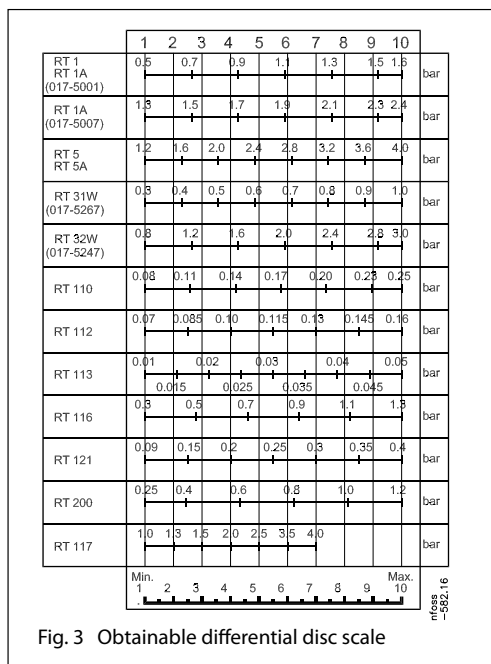 1 2 3 4 5 6 7 8 9 10
RT 1
RT 1A
(017-5001)
0.5 0.7 0.9 1.1 1.3 1.5 1.6
bar
RT 1A
(017-5007)
1.3 1.5 1.7 1.9 2.1 2.3 2.4
bar
RT 5
RT 5A
1.2 1.6 2.0 2.4 2.8 3.2 3.6 4.0
bar
RT 31W
(017-5267)
0.3 0.4 0.5 0.6 0.7 0.8 0.9 1.0
bar
RT 32W
(017-5247)
0.8 1.2 1.6 2.0 2.4 2.8 3.0
bar
RT 110
0.08 0.11 0.14 0.17 0.20 0.23 0.25
bar
RT 112
0.07 0.085 0.10 0.115 0.13 0.145 0.16
bar
RT 113
0.01 0.02 0.03 0.04 0.05
bar
0.015 0.025 0.035 0.045
RT 116
0.3 0.5 0.7 0.9 1.1 1.3
bar
RT 121
0.09 0.15 0.2 0.25 0.3 0.35 0.4
bar
RT 200
0.25 0.4 0.6 0.8 1.0 1.2
bar
RT 117
1.0 1.3 1.5 2.0 2.5 3.5 4.0
bar
Min. Max.
1 2 3 4 5 6 7 8 9 10
nfoss
-582.16
Fig. 3 Obtainable differential disc scale